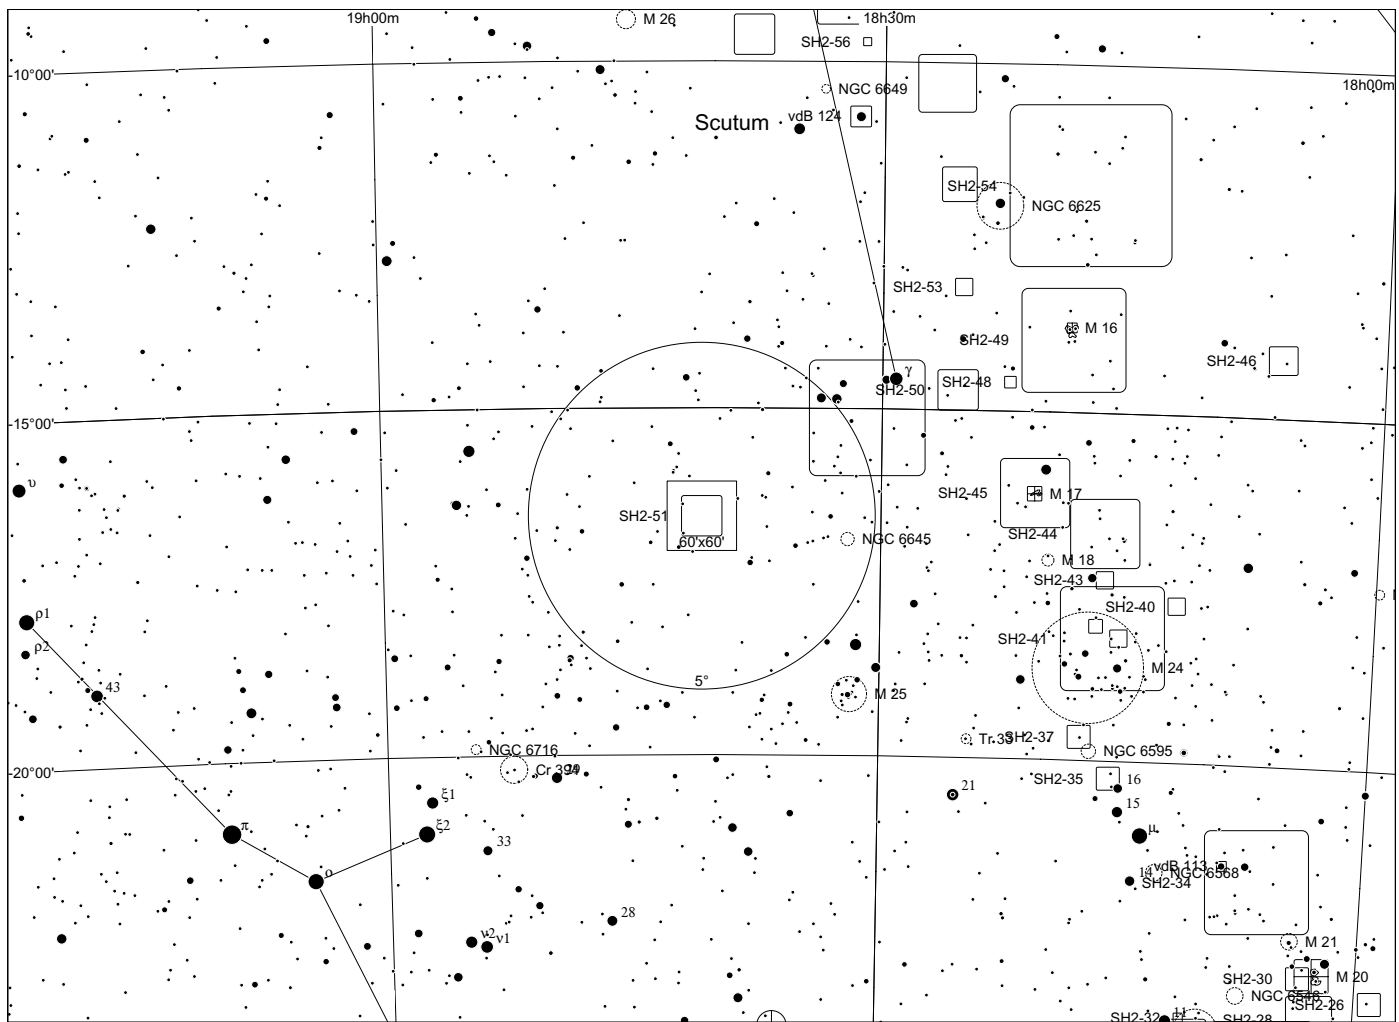 19h00m
M 26
18h30m
SH2-56
10°00'
18h00m
NGC 6649
Scutum
vdB 124
SH2-54
NGC 6625
SH2-53
M 16
SH2-49
SH2-46
γ
SH2-50
SH2-48
15°00'
υ
SH2-45
M 17
SH2-51
SH2-44
60'x60'
NGC 6645
M 18
SH2-43
SH2-40
ρ1
SH2-41
ρ2
M 24
5°
43
M 25
Tr.33
SH2-37
NGC 6716
NGC 6595
20°00'
Cr 394
SH2-35
16
21
ξ1
15
π
ξ2
μ
33
vdB 113
14
NGC 6568
ο
SH2-34
28
ν2
ν1
M 21
SH2-30
M 20
NGC 6546
SH2-26
SH2-32
11
SH2-28